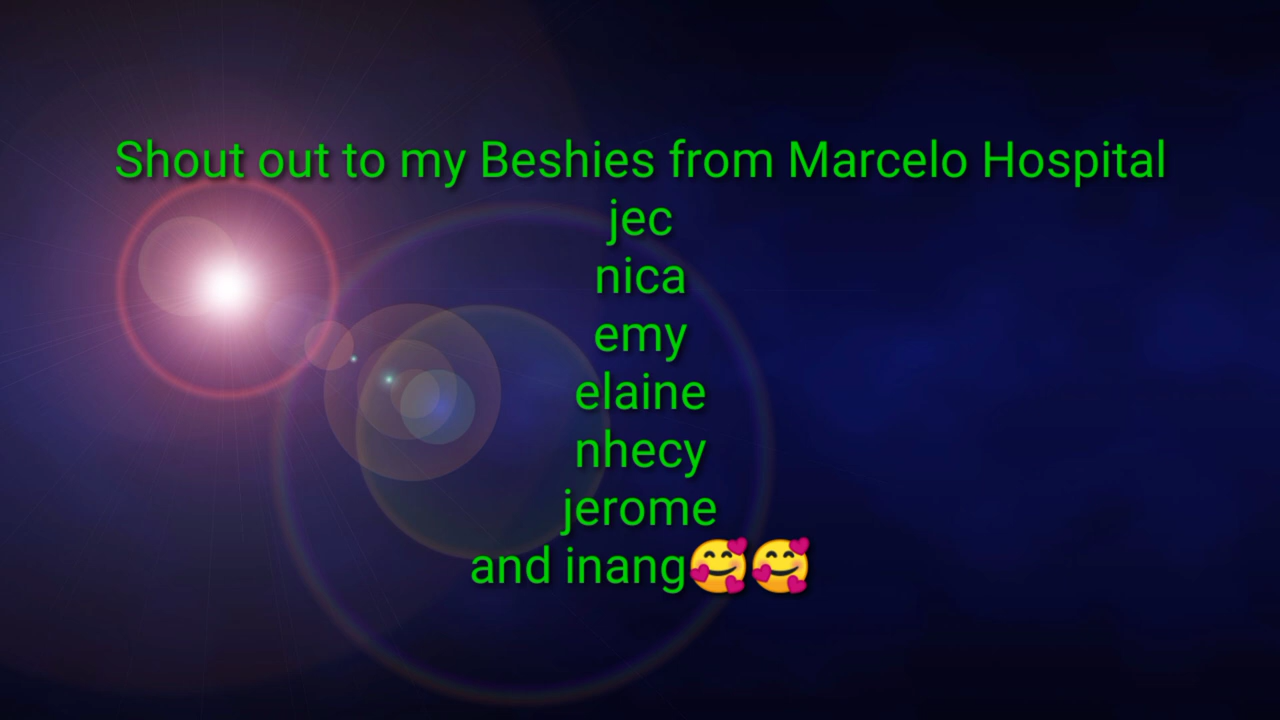 Shout out to my Beshies from Marcelo Hospital
jec
nica
emy
elaine
nhecy
jerome
and inang🥰🥰